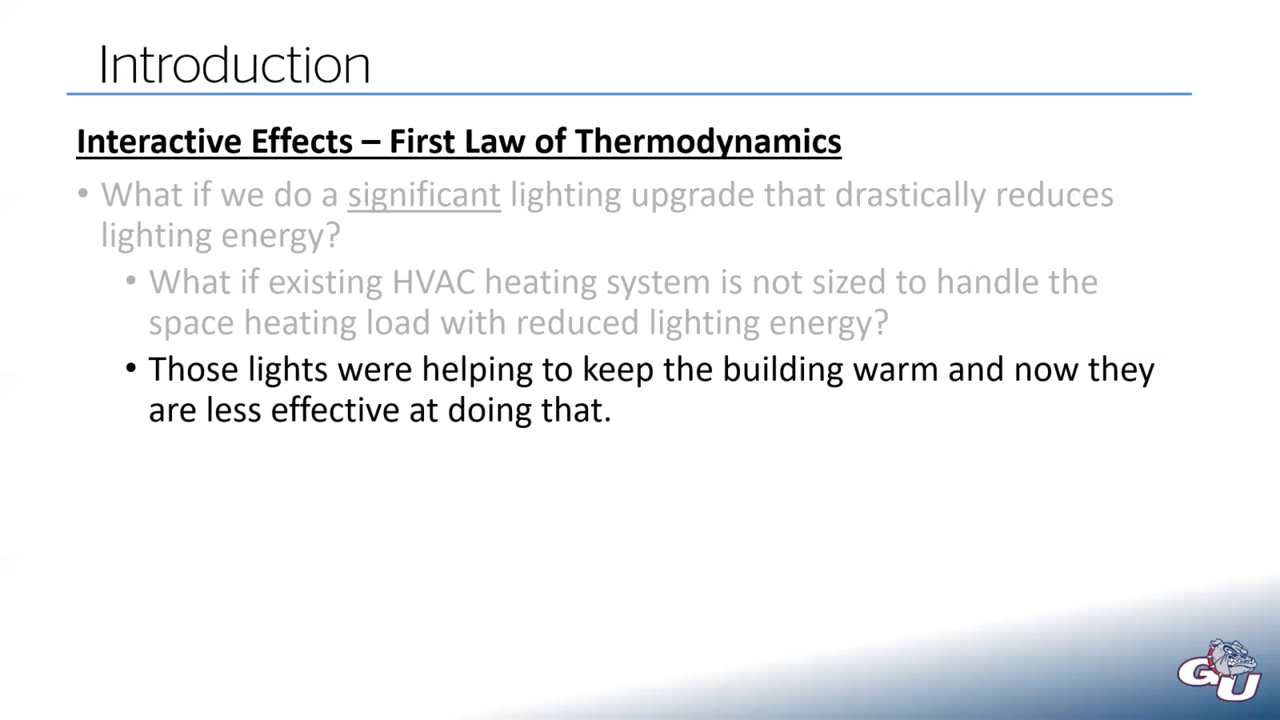 Introduction
Interactive Effects – First Law of Thermodynamics
• What if we do a significant lighting upgrade that drastically reduces
lighting energy?
• What if existing HVAC heating system is not sized to handle the
space heating load with reduced lighting energy?
• Those lights were helping to keep the building warm and now they
are less effective at doing that.
GU